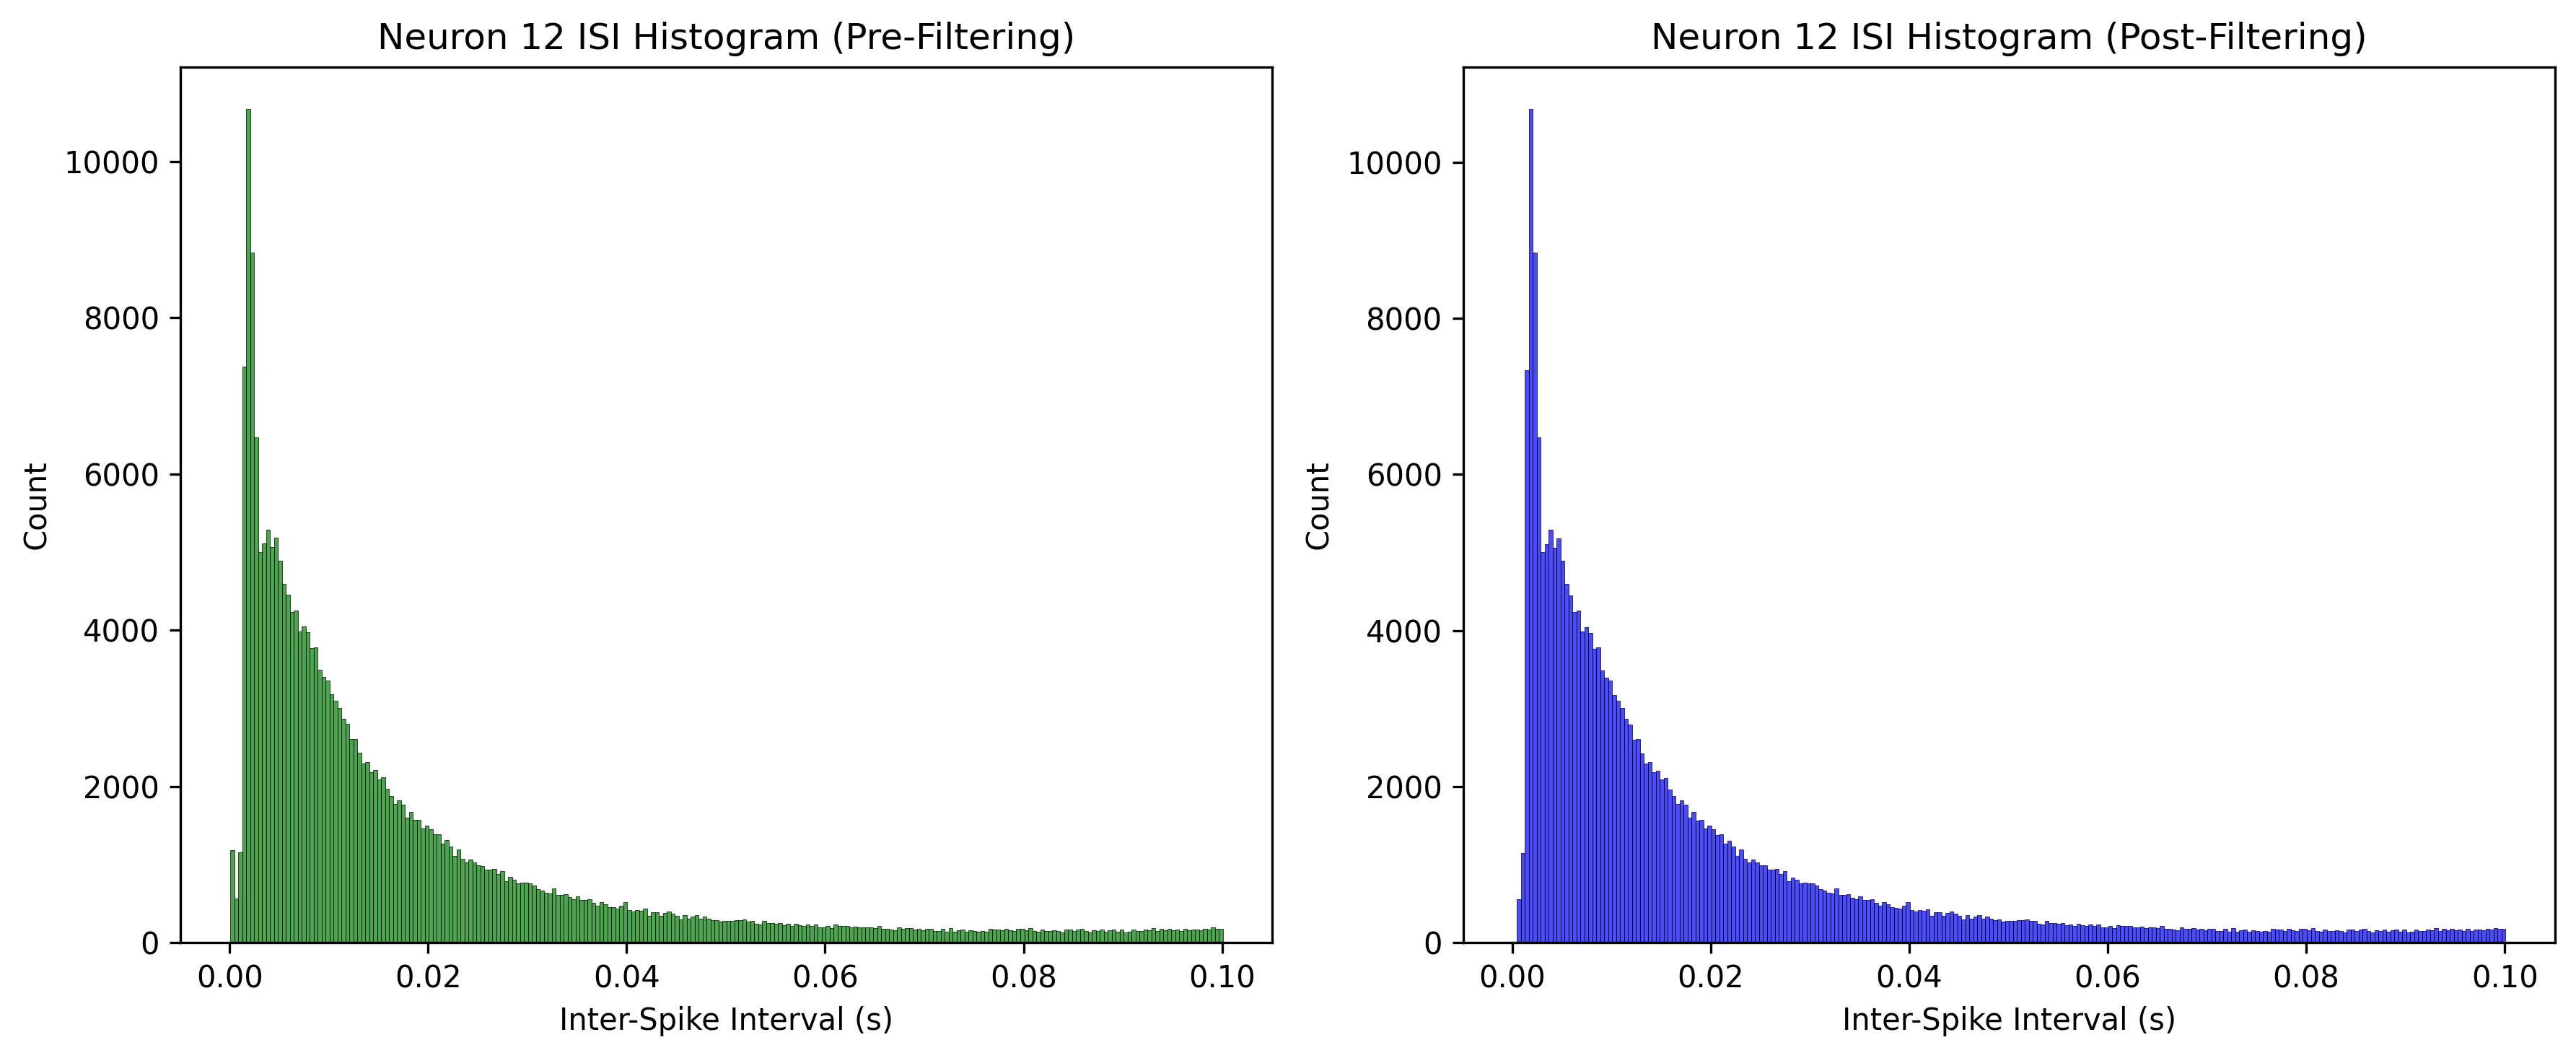 Neuron 12 ISI Histogram (Pre-Filtering)
Count
10000
8000
6000
4000
2000
0
0.00 0.02 0.04 0.06 0.08 0.10
Inter-Spike Interval (s)
Neuron 12 ISI Histogram (Post-Filtering)
Count
10000
8000
6000
4000
2000
0
0.00 0.02 0.04 0.06 0.08 0.10
Inter-Spike Interval (s)